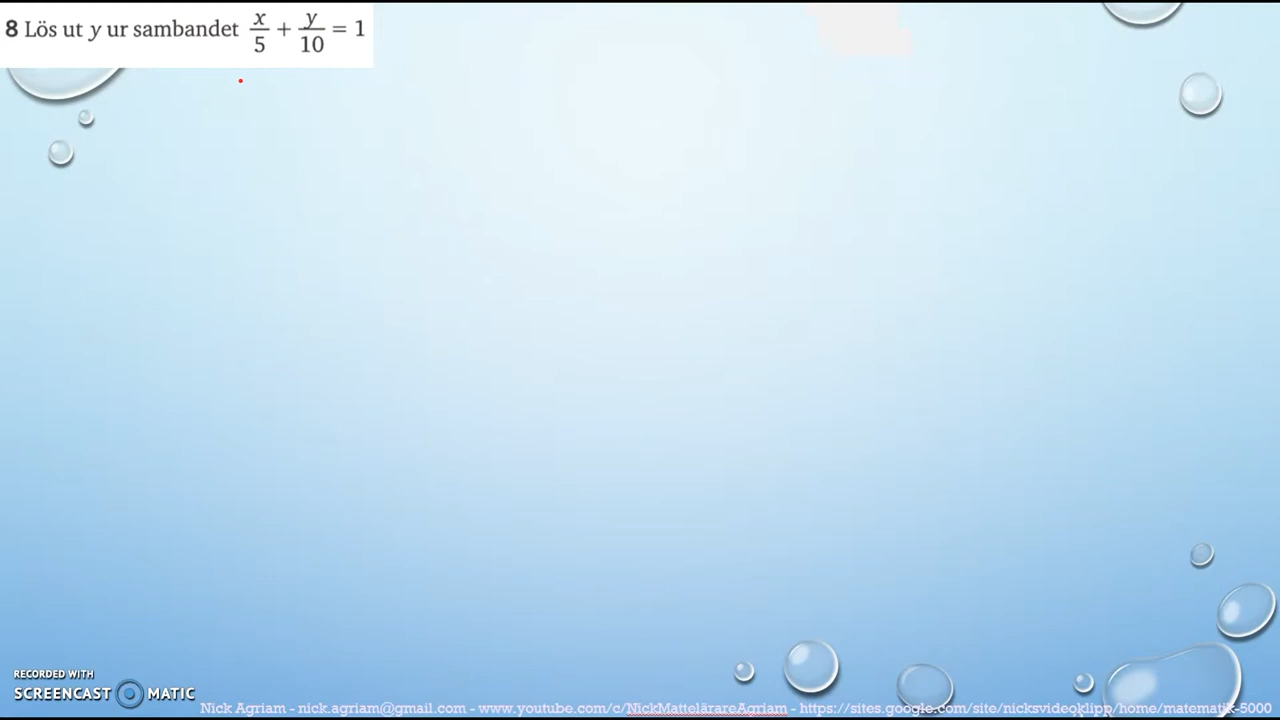 8 Lös ut y ur sambandet x/5 + y/10 = 1
RECORDED WITH
SCREENCAST MATIC
Nick Agriam - nick.agriam@gmail.com - www.youtube.com/c/NickMattelärareAgriam - https://sites.google.com/site/nicksvideoklipp/home/matematik-5000